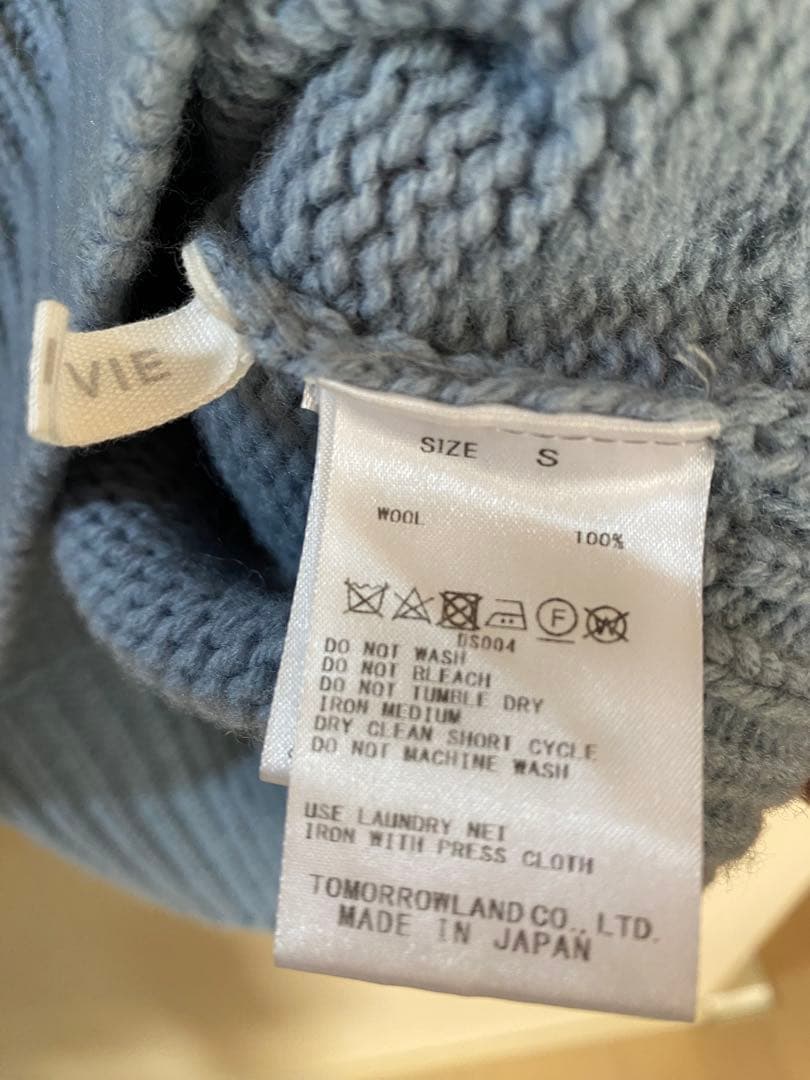 VIE
SIZE S
WOOL
100%
F W
DS004
DO NOT WASH
DO NOT BLEACH
DO NOT TUMBLE DRY
IRON MEDIUM
DRY CLEAN SHORT CYCLE
DO NOT MACHINE WASH
USE LAUNDRY NET
IRON WITH PRESS CLOTH
TOMORROWLAND CO., LTD.
MADE IN JAPAN